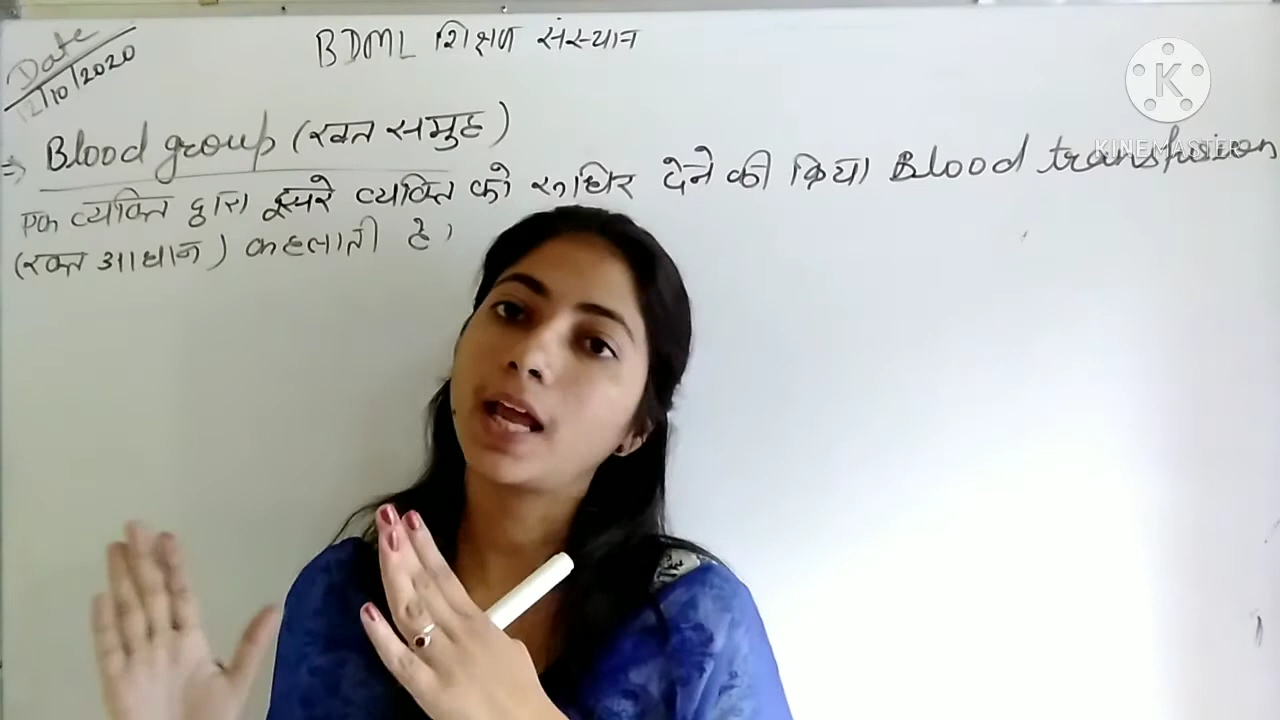 Date
12/10/2020
BDML शिक्षण संस्थान
⇒ Blood group (रक्त समुह)
एक व्यक्ति द्वारा दूसरे व्यक्ति को रूधिर देने की क्रिया Blood transfusion
(रक्त आधान) कहलाती है।
K
KINEMASTER